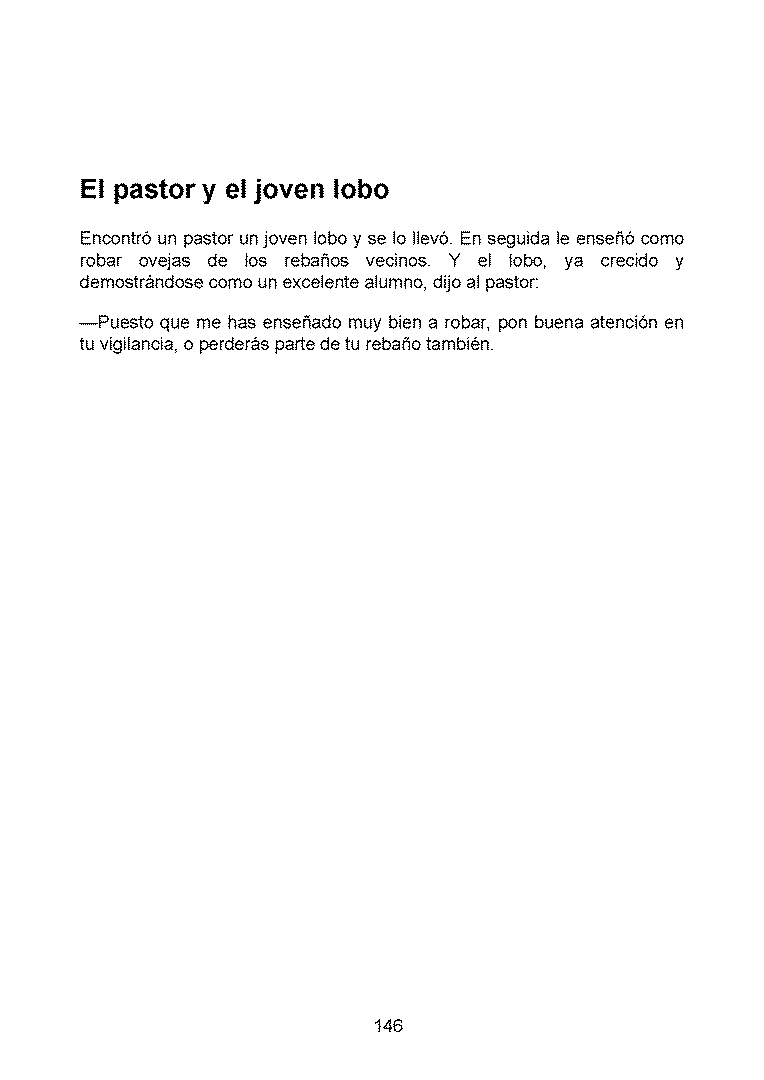 El pastor y el joven lobo
Encontró un pastor un joven lobo y se lo llevó. En seguida le enseñó como
robar ovejas de los rebaños vecinos. Y el lobo, ya crecido y
demostrándose como un excelente alumno, dijo al pastor:
—Puesto que me has enseñado muy bien a robar, pon buena atención en
tu vigilancia, o perderás parte de tu rebaño también.
146